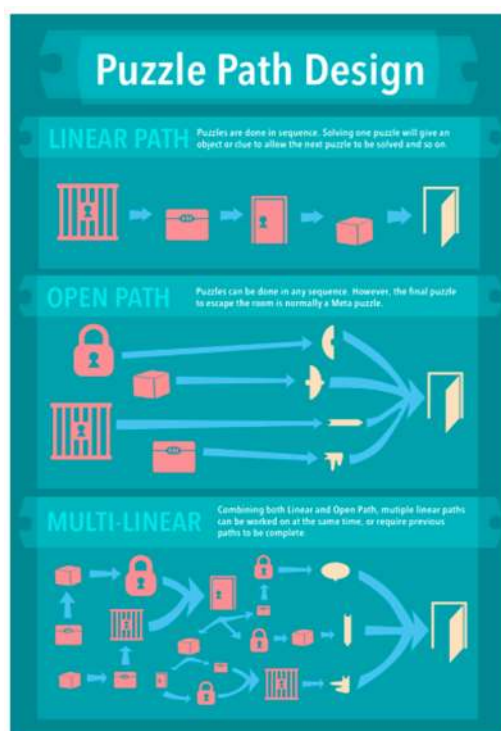 Puzzle Path Design
LINEAR PATH
Puzzles are done in sequence. Solving one puzzle will give an
object or clue to allow the next puzzle to be solved and so on.
OPEN PATH
Puzzles can be done in any sequence. However, the final puzzle
to escape the room is normally a Meta puzzle.
MULTI-LINEAR
Combining both Linear and Open Path, mutiple linear paths
can be worked on at the same time, or require previous
paths to be complete.